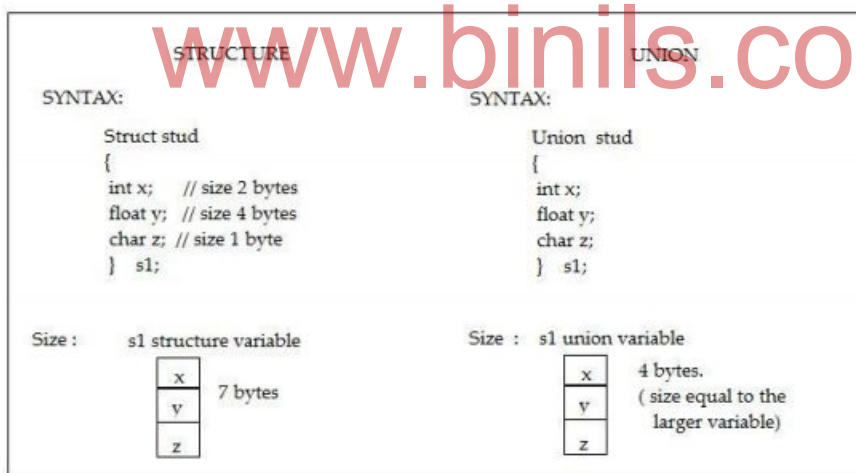 www.binils.co
STRUCTURE
SYNTAX:
Struct stud
{
int x; // size 2 bytes
float y; // size 4 bytes
char z; // size 1 byte
} s1;
Size : s1 structure variable
x
y
z
7 bytes
UNION
SYNTAX:
Union stud
{
int x;
float y;
char z;
} s1;
Size : s1 union variable
x
y
z
4 bytes.
( size equal to the
larger variable)